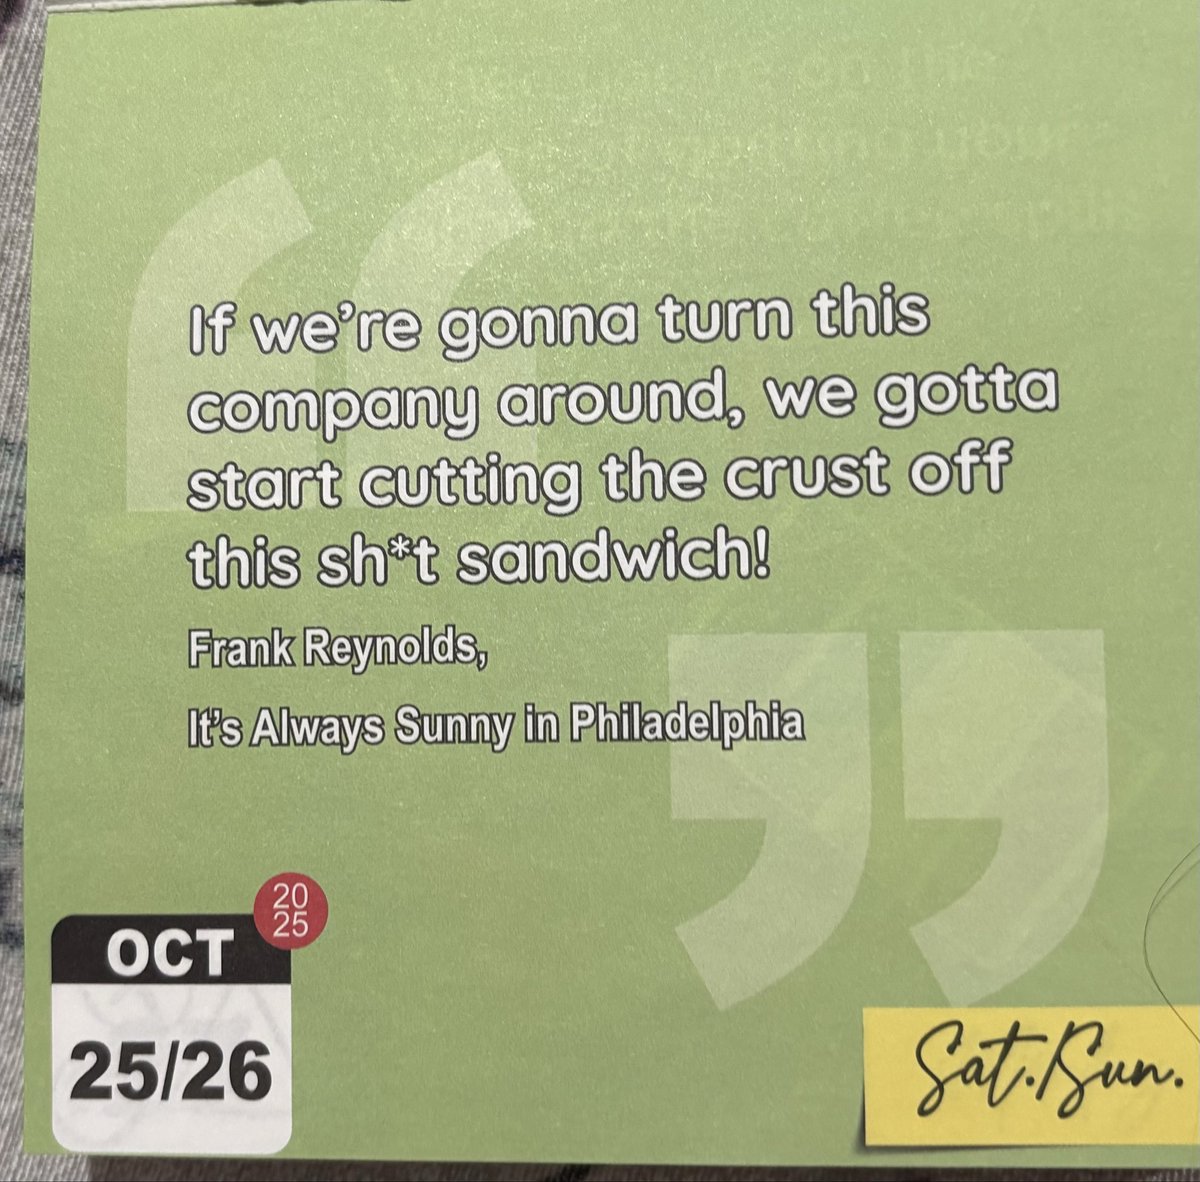 If we’re gonna turn this
company around, we gotta
start cutting the crust off
this sh*t sandwich!
Frank Reynolds,
It's Always Sunny in Philadelphia
20
25
OCT
25/26
Sat./Sun.